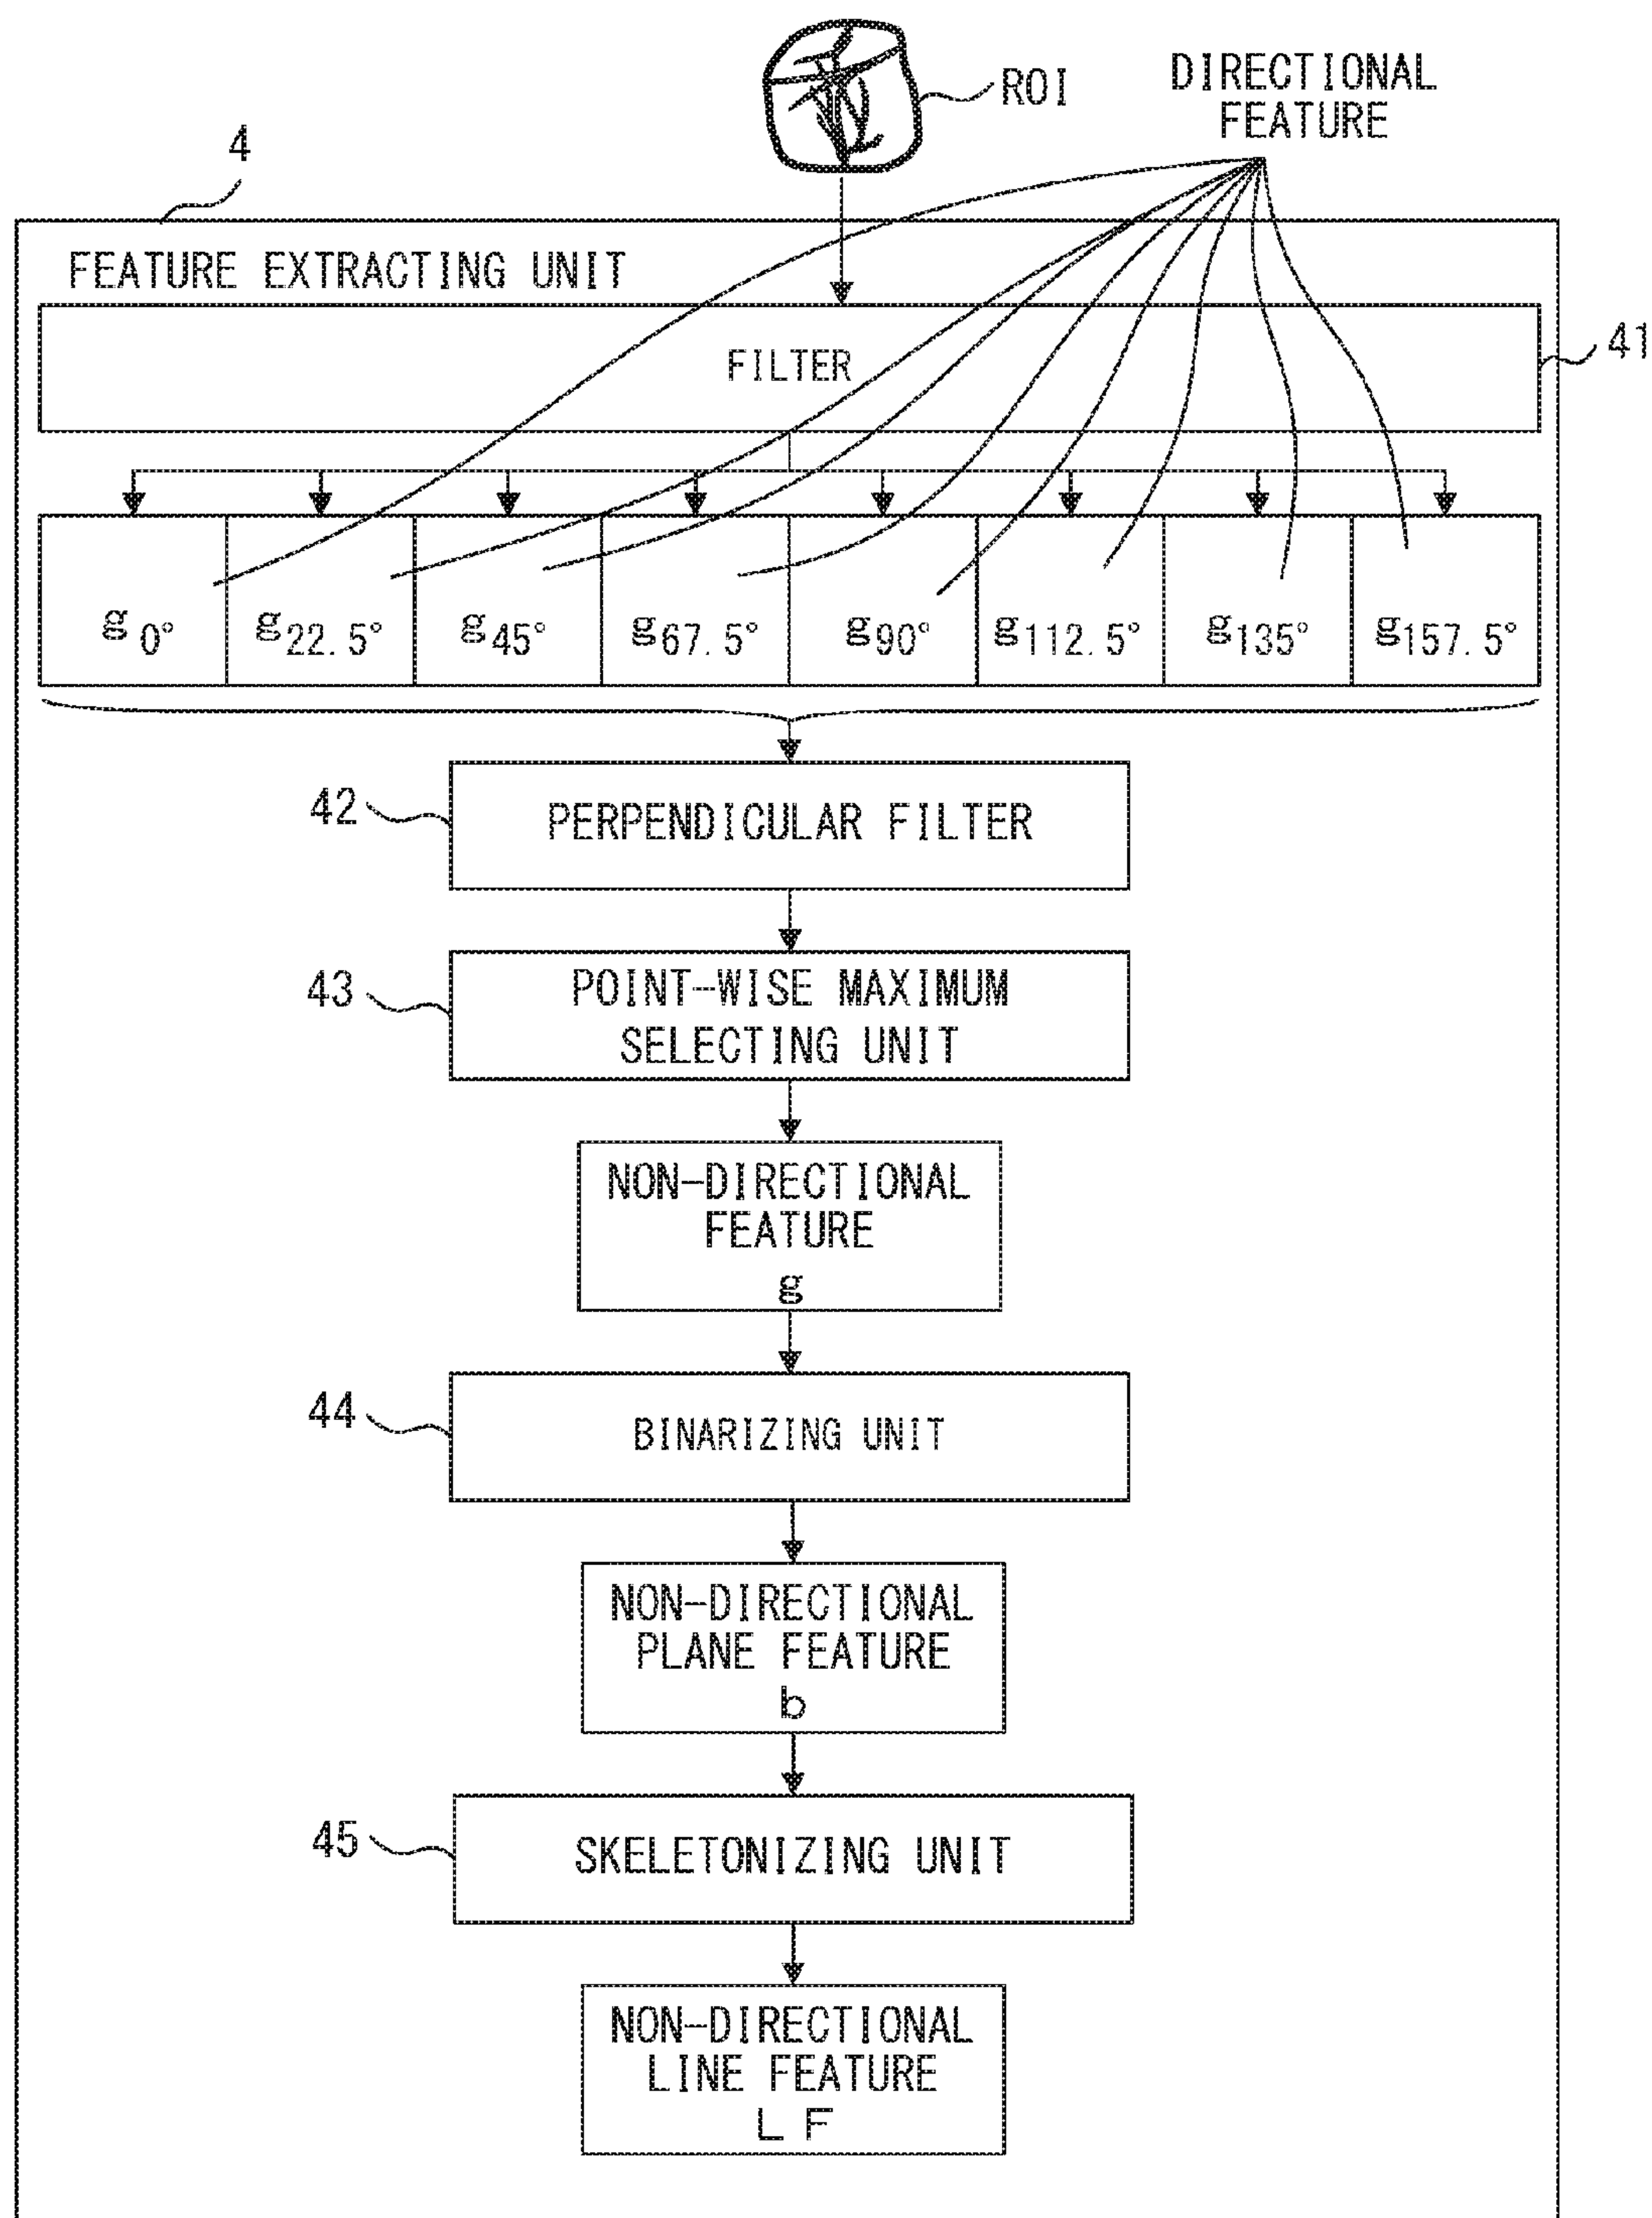 ROI
DIRECTIONAL
FEATURE
4
FEATURE EXTRACTING UNIT
FILTER
41
g0°
g22.5°
g45°
g67.5°
g90°
g112.5°
g135°
g157.5°
42
PERPENDICULAR FILTER
43
POINT-WISE MAXIMUM
SELECTING UNIT
NON-DIRECTIONAL
FEATURE
g
44
BINARIZING UNIT
NON-DIRECTIONAL
PLANE FEATURE
b
45
SKELETONIZING UNIT
NON-DIRECTIONAL
LINE FEATURE
LF